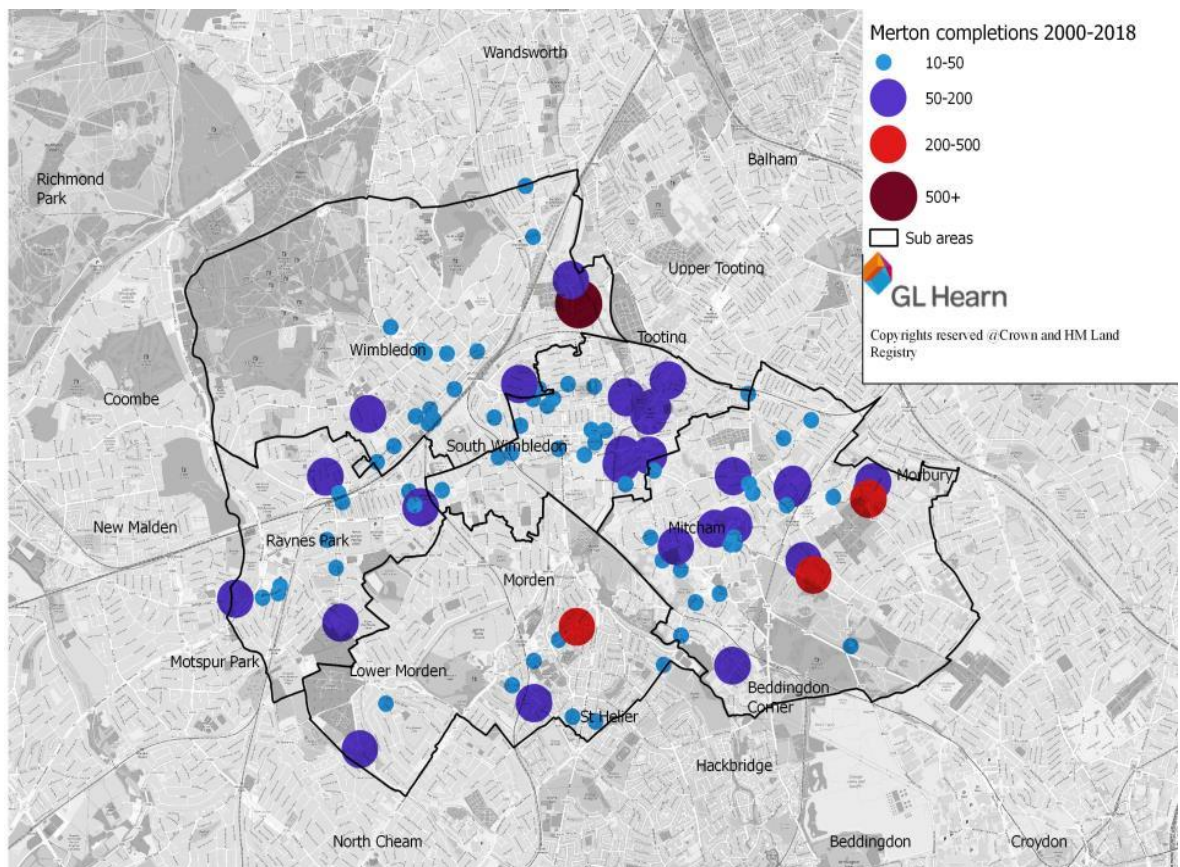 Merton completions 2000-2018
10-50
50-200
200-500
500+
Sub areas
GL Hearn
Copyrights reserved @Crown and HM Land
Registry
Wandsworth
Richmond
Park
Balham
Upper Tooting
Tooting
Wimbledon
Coombe
South Wimbledon
Morbury
New Malden
Raynes Park
Mitcham
Morden
Motspur Park
Lower Morden
St Helier
Beddingdon
Corner
Hackbridge
North Cheam
Beddingdon
Croydon